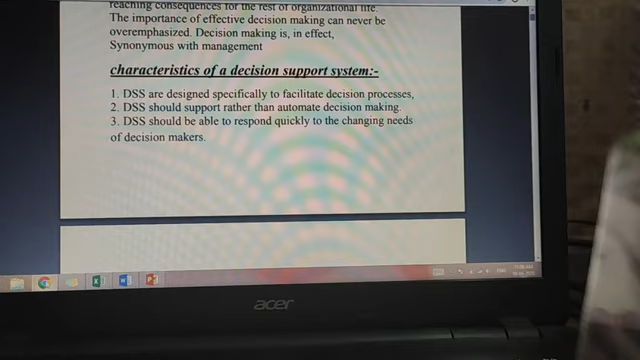 reaching consequences for the rest of organizational life.
The importance of effective decision making can never be
overemphasized. Decision making is, in effect,
Synonymous with management
characteristics of a decision support system:-
1. DSS are designed specifically to facilitate decision processes,
2. DSS should support rather than automate decision making.
3. DSS should be able to respond quickly to the changing needs
of decision makers.
acer